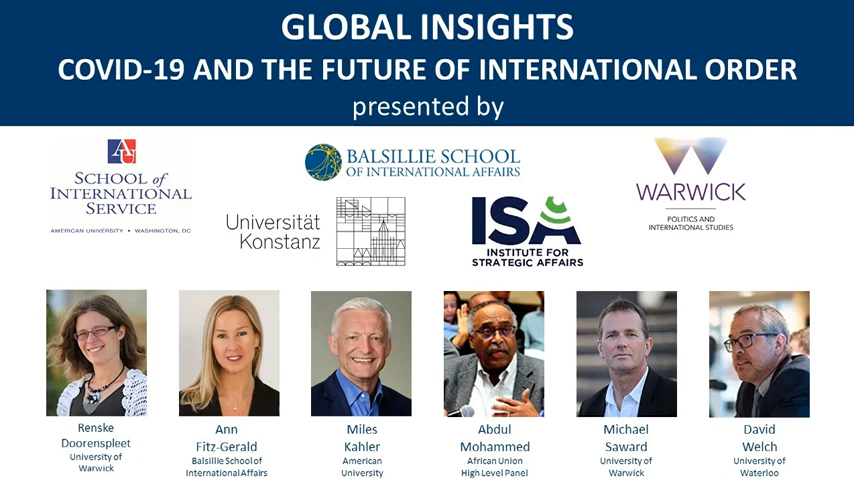 GLOBAL INSIGHTS
COVID-19 AND THE FUTURE OF INTERNATIONAL ORDER
presented by
AU
SCHOOL of
INTERNATIONAL
SERVICE
AMERICAN UNIVERSITY • WASHINGTON, DC
BALSILLIE SCHOOL
OF INTERNATIONAL AFFAIRS
WARWICK
POLITICS AND
INTERNATIONAL STUDIES
Universität
Konstanz
ISA
INSTITUTE FOR
STRATEGIC AFFAIRS
Renske
Doorenspleet
University of
Warwick
Ann
Fitz-Gerald
Balsillie School of
International Affairs
Miles
Kahler
American
University
Abdul
Mohammed
African Union
High Level Panel
Michael
Saward
University of
Warwick
David
Welch
University of
Waterloo